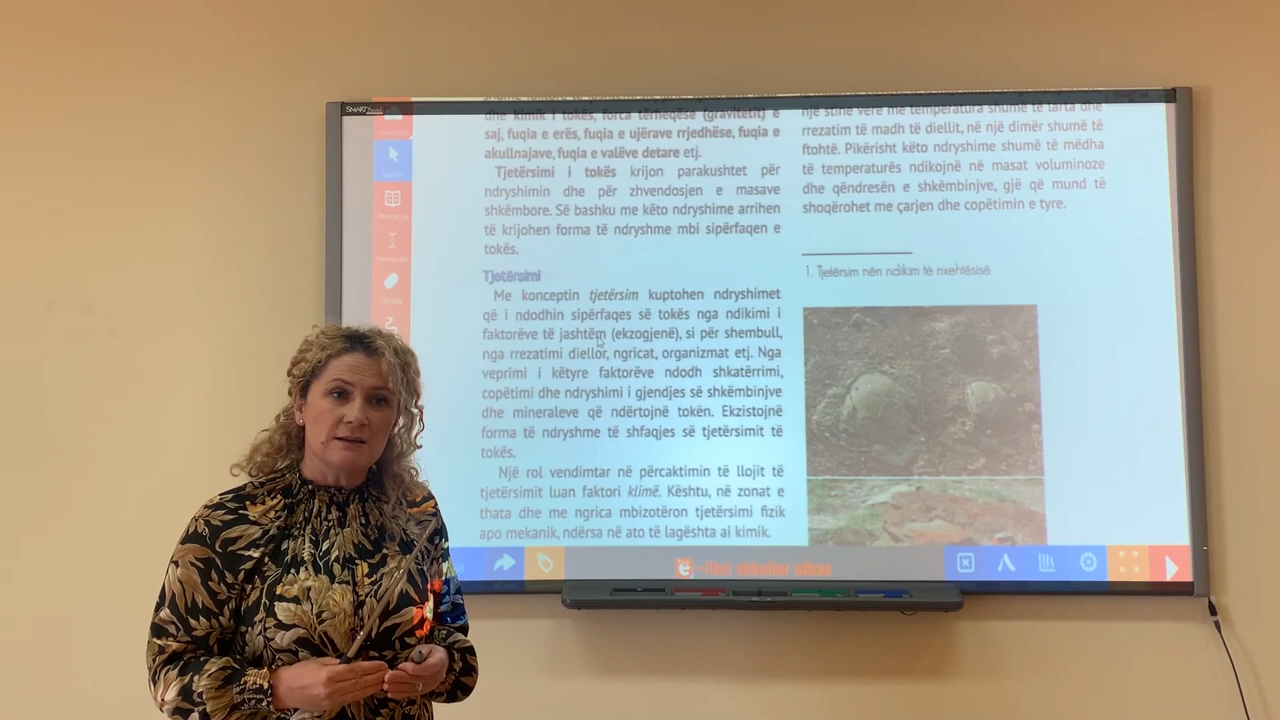 SMART
dhe kimik i tokës, forca tërheqëse (gravitetit) e
saj, fuqia e erës, fuqia e ujërave rrjedhëse, fuqia e
akullnajave, fuqia e valëve detare etj.
Tjetërsimi i tokës krijon parakushtet për
ndryshimin dhe për zhvendosjen e masave
shkëmbore. Së bashku me këto ndryshime arrihen
të krijohen forma të ndryshme mbi sipërfaqen e
tokës.
Tjetërsimi
Me konceptin tjetërsim kuptohen ndryshimet
që i ndodhin sipërfaqes së tokës nga ndikimi i
faktorëve të jashtëm (ekzogjenë), si për shembull,
nga rrezatimi diellor, ngricat, organizmat etj. Nga
veprimi i këtyre faktorëve ndodh shkatërrimi,
copëtimi dhe ndryshimi i gjendjes së shkëmbinjve
dhe mineraleve që ndërtojnë tokën. Ekzistojnë
forma të ndryshme të shfaqjes së tjetërsimit të
tokës.
Një rol vendimtar në përcaktimin të llojit të
tjetërsimit luan faktori klimë. Kështu, në zonat e
thata dhe me ngrica mbizotëron tjetërsimi fizik
apo mekanik, ndërsa në ato të lagështa ai kimik.
një stinë vere me temperatura shumë të larta dhe
rrezatim të madh të diellit, në një dimër shumë të
ftohtë. Pikërisht këto ndryshime shumë të mëdha
të temperaturës ndikojnë në masat voluminoze
dhe qëndresën e shkëmbinjve, gjë që mund të
shoqërohet me çarjen dhe copëtimin e tyre.
1. Tjetërsim nën ndikim të nxehtësisë
e-libri shkollor alban